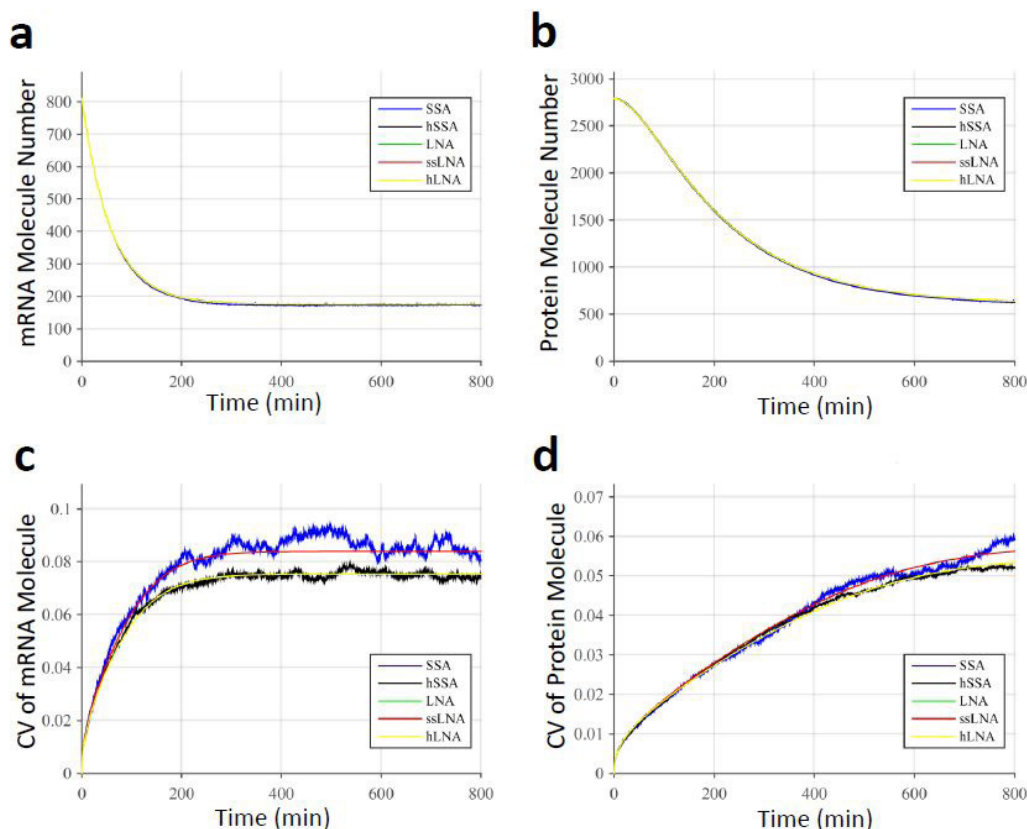 a
mRNA Molecule Number
800
700
600
500
400
300
200
100
0
0 200 400 600 800
Time (min)
SSA
hSSA
LNA
ssLNA
hLNA
b
Protein Molecule Number
3000
2500
2000
1500
1000
500
0
0 200 400 600 800
Time (min)
SSA
hSSA
LNA
ssLNA
hLNA
c
CV of mRNA Molecule
0.1
0.08
0.06
0.04
0.02
0
0 200 400 600 800
Time (min)
SSA
hSSA
LNA
ssLNA
hLNA
d
CV of Protein Molecule
0.07
0.06
0.05
0.04
0.03
0.02
0.01
0
0 200 400 600 800
Time (min)
SSA
hSSA
LNA
ssLNA
hLNA